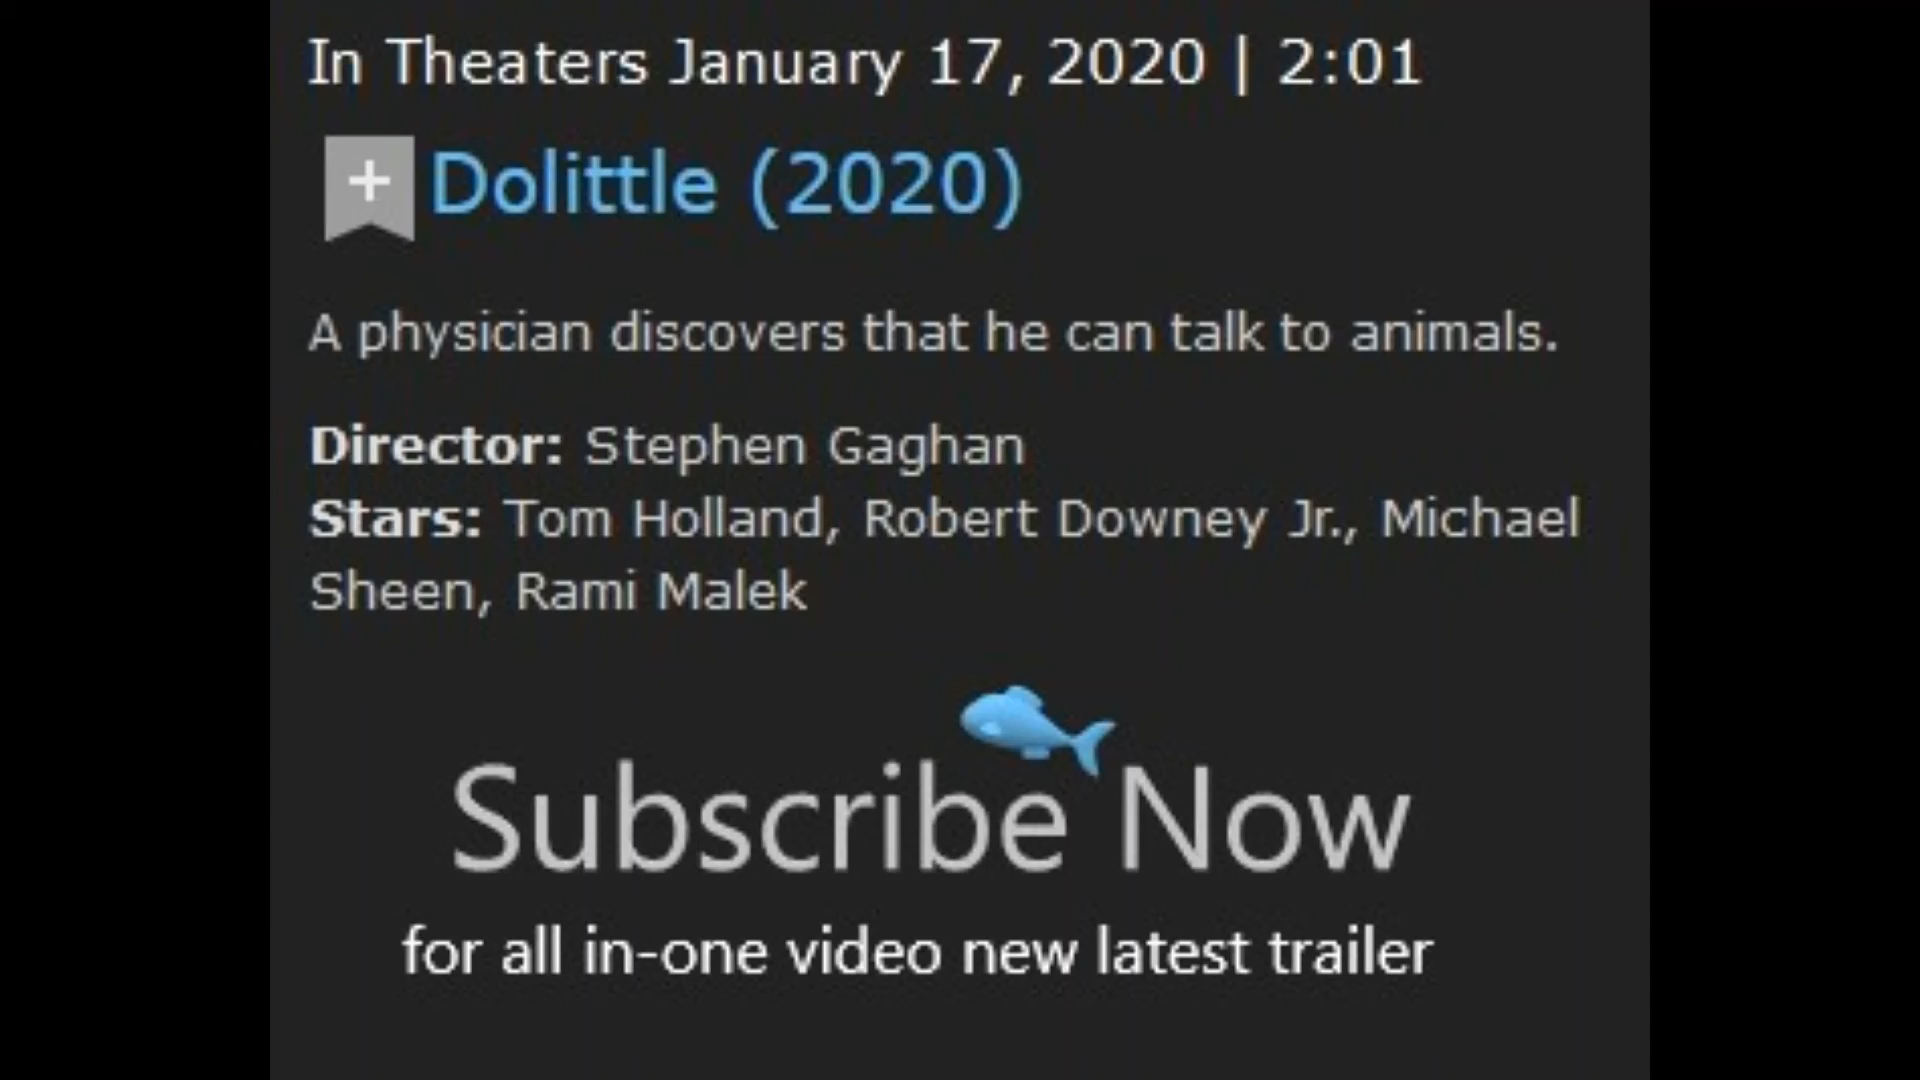 In Theaters January 17, 2020 | 2:01
+ Dolittle (2020)
A physician discovers that he can talk to animals.
Director: Stephen Gaghan
Stars: Tom Holland, Robert Downey Jr., Michael
Sheen, Rami Malek
Subscribe Now
for all in-one video new latest trailer